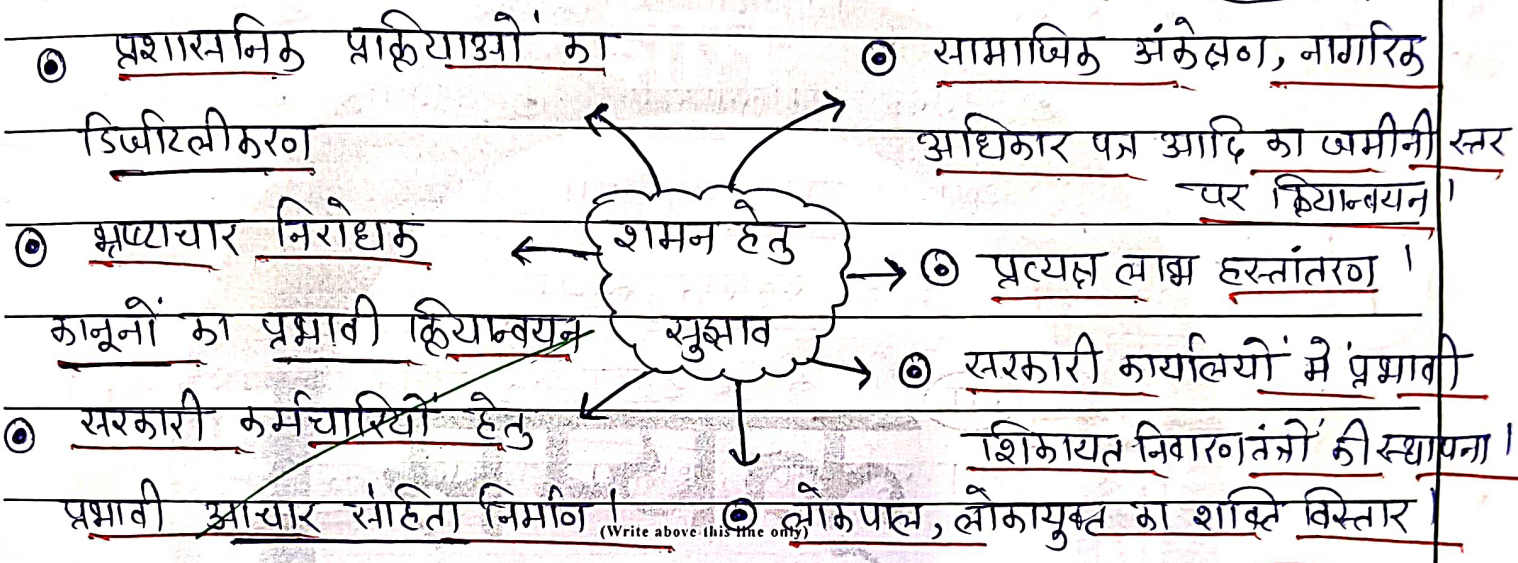 ⊙ प्रशासनिक प्रक्रियाओं का
डिजीटलीकरण
⊙ भ्रष्टाचार निरोधक
कानूनों का प्रभावी क्रियान्वयन
⊙ सरकारी कर्मचारियों हेतु
प्रभावी आचार संहिता निर्माण।
शमन हेतु
सुझाव
⊙ सामाजिक अंकेक्षण, नागरिक
अधिकार पत्र आदि का जमीनी स्तर
पर क्रियान्वयन।
⊙ प्रत्यक्ष लाभ हस्तांतरण।
⊙ सरकारी कार्यालयों में प्रभावी
शिकायत निवारण तंत्रों की स्थापना।
⊙ लोकपाल, लोकायुक्त का शक्ति विस्तार।
(Write above this line only)